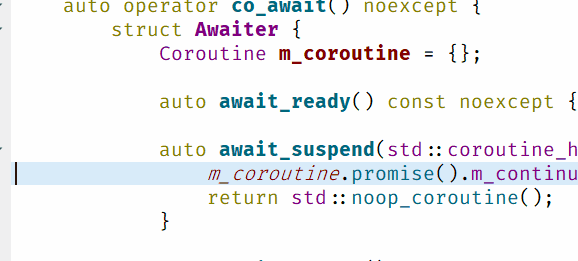 auto operator co_await() noexcept {
struct Awaiter {
Coroutine m_coroutine = {};
auto await_ready() const noexcept {
auto await_suspend(std::coroutine_h
m_coroutine.promise().m_continu
return std::noop_coroutine();
}